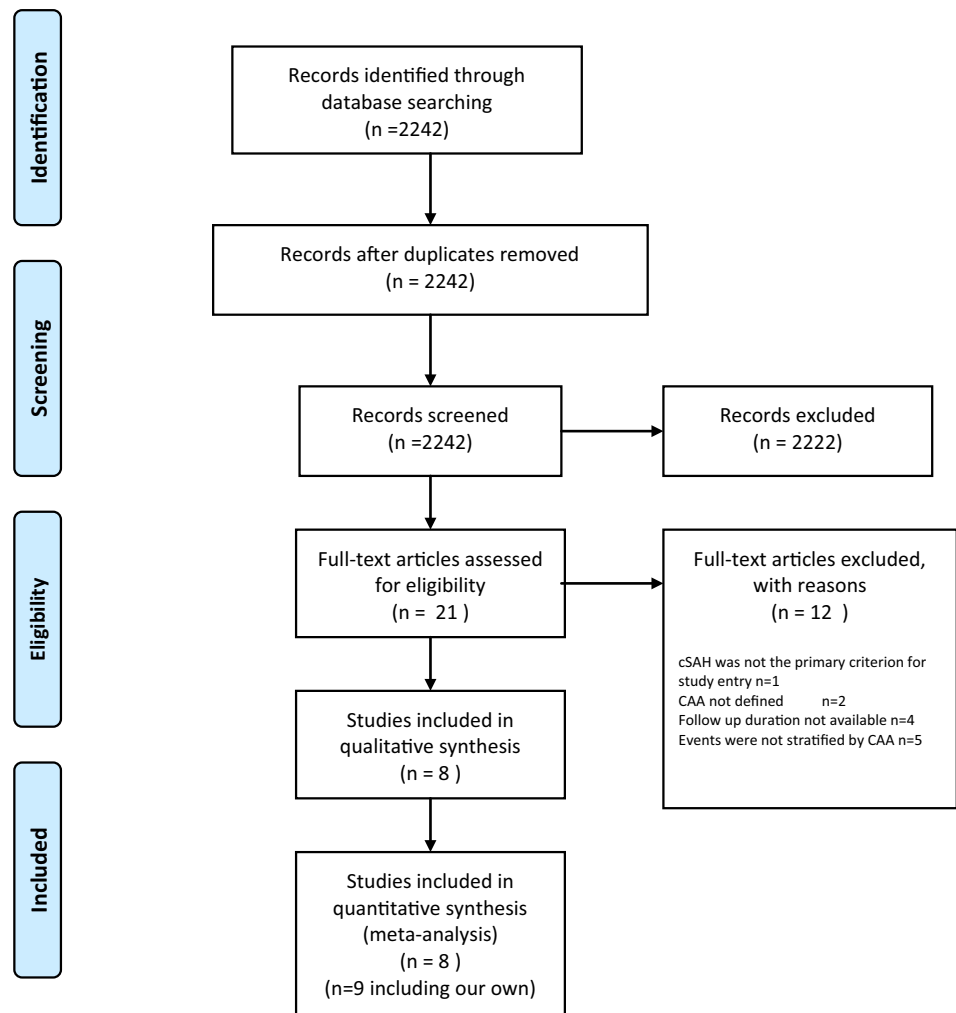 Identification
Records identified through
database searching
(n =2242)
Records after duplicates removed
(n = 2242)
Screening
Records screened
(n =2242)
Records excluded
(n = 2222)
Eligibility
Full-text articles assessed
for eligibility
(n =  21 )
Full-text articles excluded,
with reasons
(n = 12  )
cSAH was not the primary criterion for
study entry n=1
CAA not defined n=2
Follow up duration not available n=4
Events were not stratified by CAA n=5
Studies included in
qualitative synthesis
(n = 8 )
Included
Studies included in
quantitative synthesis
(meta-analysis)
(n = 8 )
(n=9 including our own)